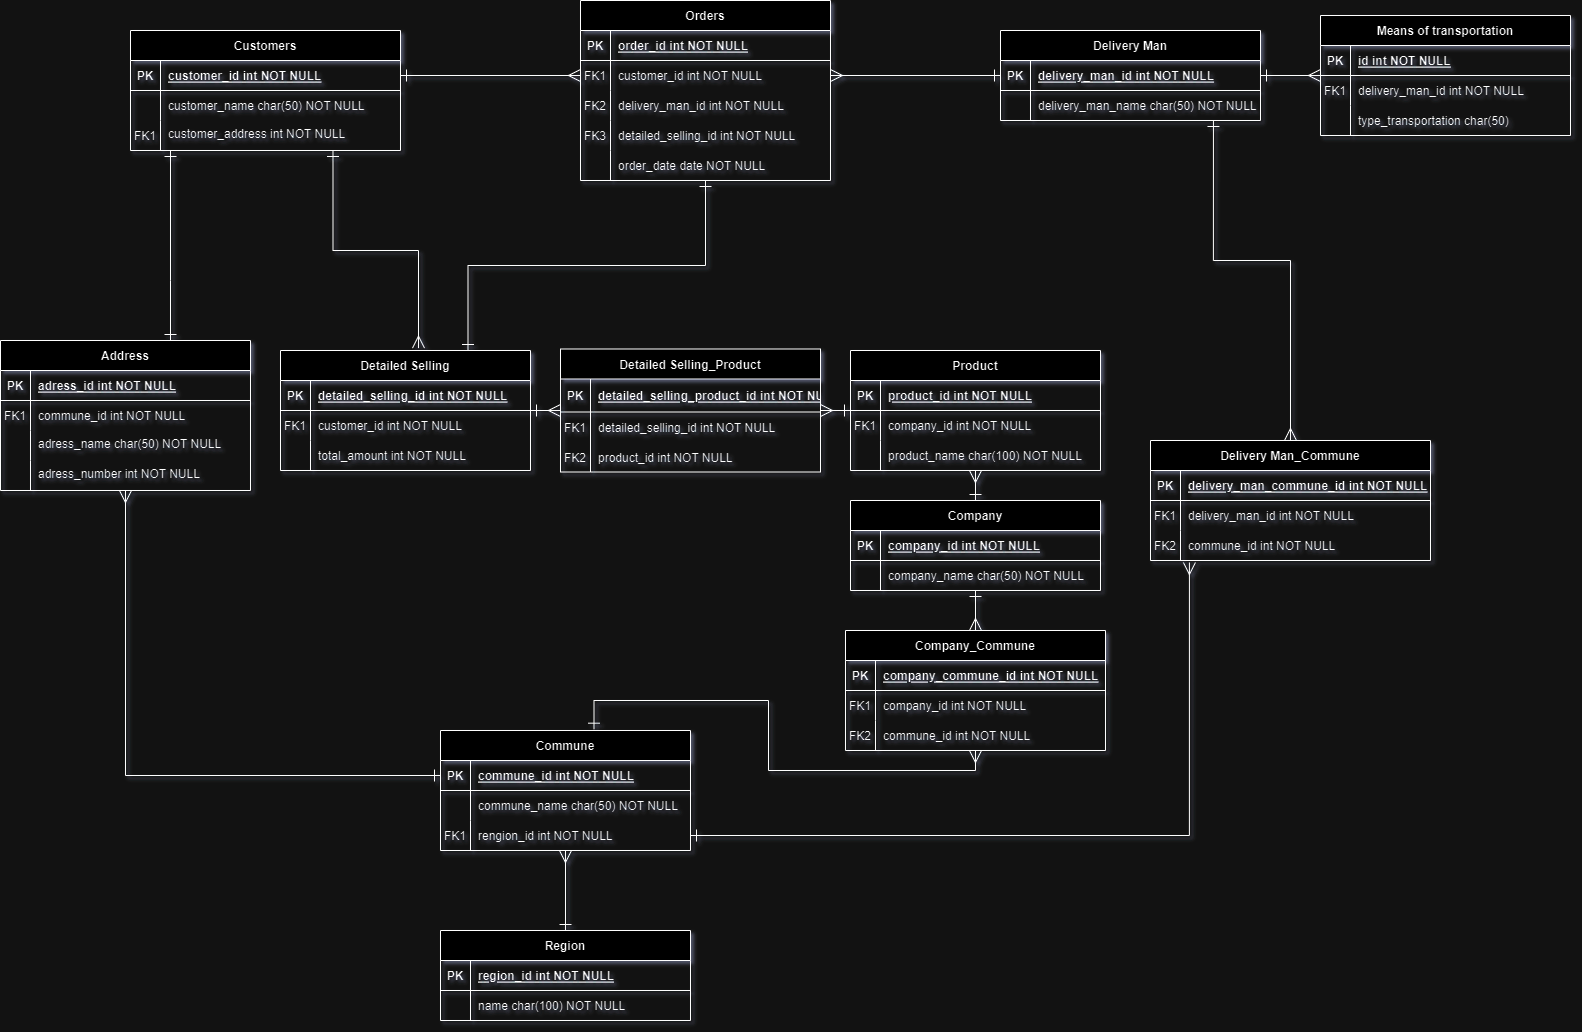 Customers
PK customer_id int NOT NULL
customer_name char(50) NOT NULL
FK1 customer_address int NOT NULL
Orders
PK order_id int NOT NULL
FK1 customer_id int NOT NULL
FK2 delivery_man_id int NOT NULL
FK3 detailed_selling_id int NOT NULL
order_date date NOT NULL
Delivery Man
PK delivery_man_id int NOT NULL
delivery_man_name char(50) NOT NULL
Means of transportation
PK id int NOT NULL
FK1 delivery_man_id int NOT NULL
type_transportation char(50)
Address
PK adress_id int NOT NULL
FK1 commune_id int NOT NULL
adress_name char(50) NOT NULL
adress_number int NOT NULL
Detailed Selling
PK detailed_selling_id int NOT NULL
FK1 customer_id int NOT NULL
total_amount int NOT NULL
Detailed Selling_Product
PK detailed_selling_product_id int NOT NU
FK1 detailed_selling_id int NOT NULL
FK2 product_id int NOT NULL
Product
PK product_id int NOT NULL
FK1 company_id int NOT NULL
product_name char(100) NOT NULL
Delivery Man_Commune
PK delivery_man_commune_id int NOT NULL
FK1 delivery_man_id int NOT NULL
FK2 commune_id int NOT NULL
Company
PK company_id int NOT NULL
company_name char(50) NOT NULL
Company_Commune
PK company_commune_id int NOT NULL
FK1 company_id int NOT NULL
FK2 commune_id int NOT NULL
Commune
PK commune_id int NOT NULL
commune_name char(50) NOT NULL
FK1 rengion_id int NOT NULL
Region
PK region_id int NOT NULL
name char(100) NOT NULL